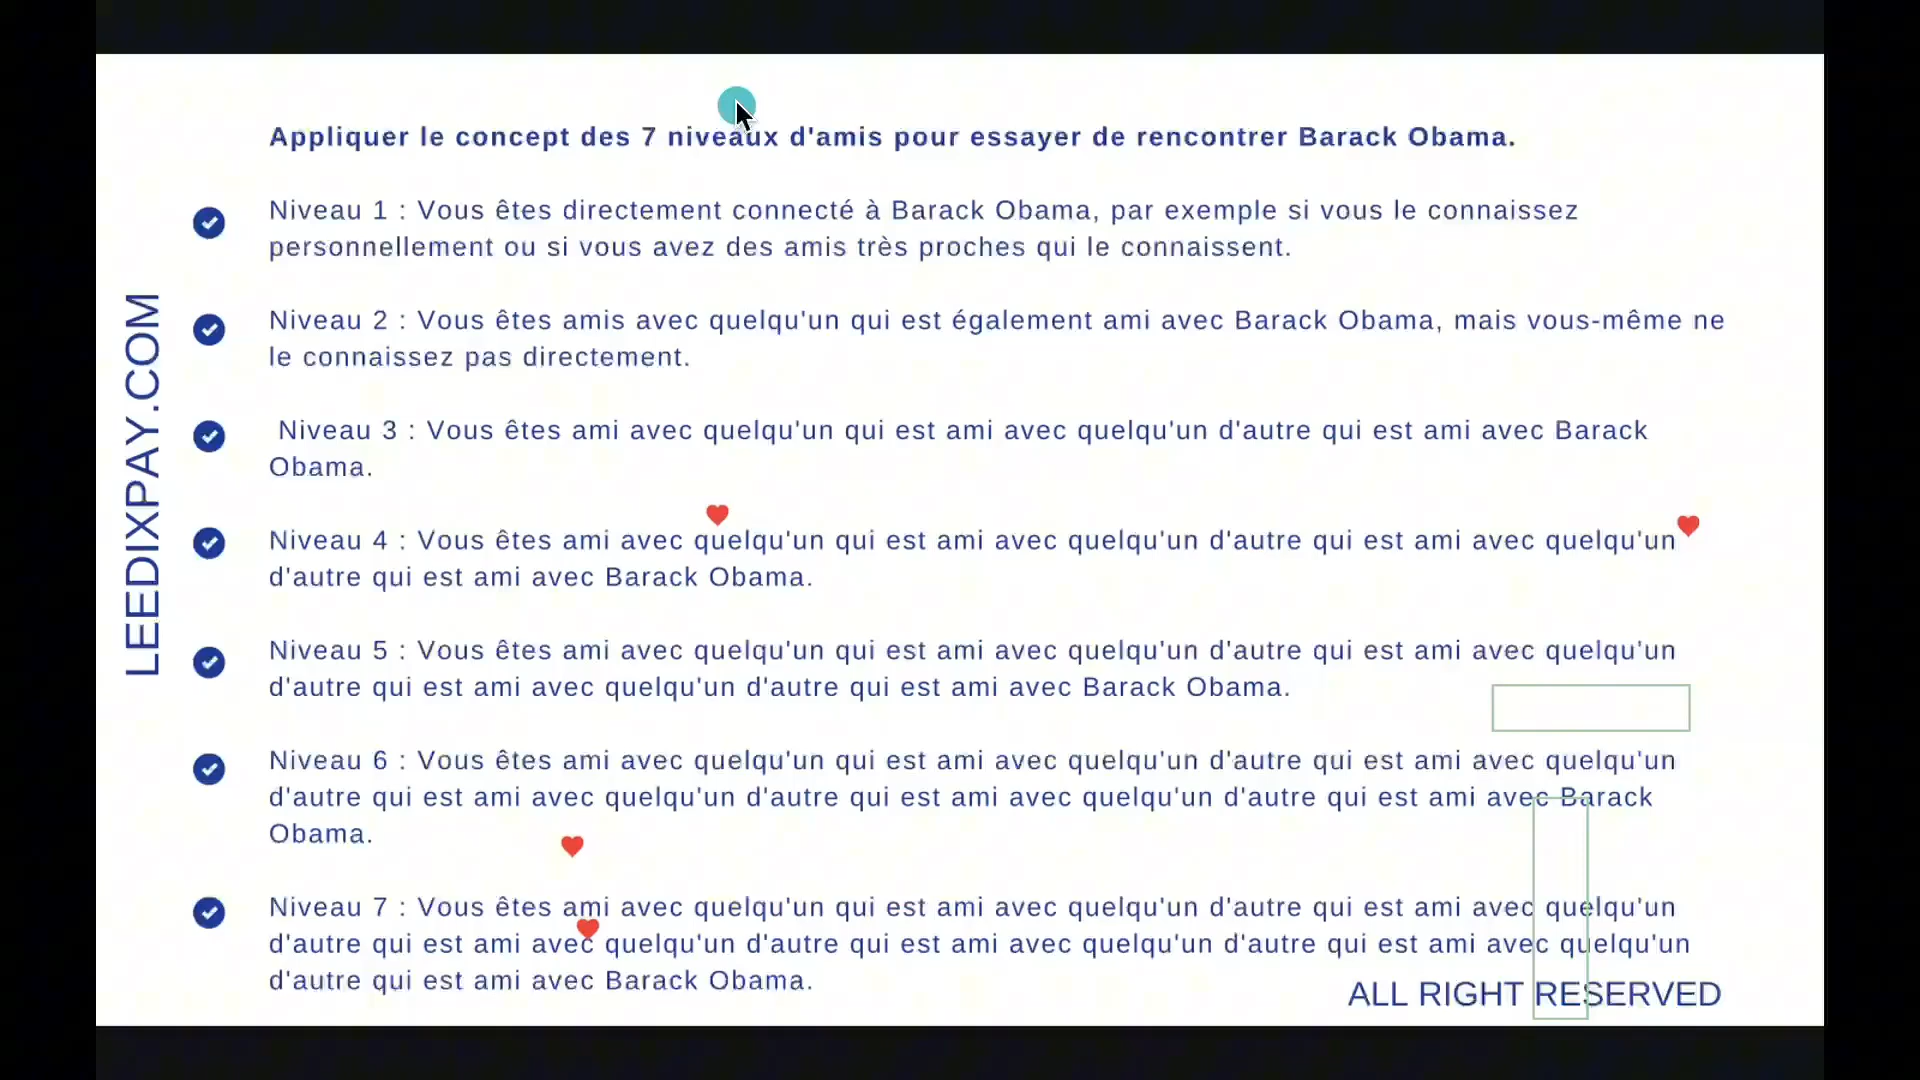 Appliquer le concept des 7 niveaux d'amis pour essayer de rencontrer Barack Obama.
Niveau 1 : Vous êtes directement connecté à Barack Obama, par exemple si vous le connaissez
personnellement ou si vous avez des amis très proches qui le connaissent.
Niveau 2 : Vous êtes amis avec quelqu'un qui est également ami avec Barack Obama, mais vous-même ne
le connaissez pas directement.
Niveau 3 : Vous êtes ami avec quelqu'un qui est ami avec quelqu'un d'autre qui est ami avec Barack
Obama.
Niveau 4 : Vous êtes ami avec quelqu'un qui est ami avec quelqu'un d'autre qui est ami avec quelqu'un
d'autre qui est ami avec Barack Obama.
Niveau 5 : Vous êtes ami avec quelqu'un qui est ami avec quelqu'un d'autre qui est ami avec quelqu'un
d'autre qui est ami avec quelqu'un d'autre qui est ami avec Barack Obama.
Niveau 6 : Vous êtes ami avec quelqu'un qui est ami avec quelqu'un d'autre qui est ami avec quelqu'un
d'autre qui est ami avec quelqu'un d'autre qui est ami avec quelqu'un d'autre qui est ami avec Barack
Obama.
Niveau 7 : Vous êtes ami avec quelqu'un qui est ami avec quelqu'un d'autre qui est ami avec quelqu'un
d'autre qui est ami avec quelqu'un d'autre qui est ami avec quelqu'un d'autre qui est ami avec quelqu'un
d'autre qui est ami avec Barack Obama.
LEEDIXPAY.COM
ALL RIGHT RESERVED